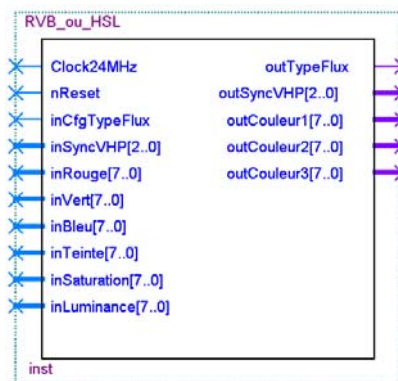 RVB_ou_HSL
Clock24MHz outTypeFlux
nReset outSyncVHP[2..0]
inCfgTypeFlux outCouleur1[7..0]
inSyncVHP[2..0] outCouleur2[7..0]
inRouge[7..0] outCouleur3[7..0]
inVert[7..0]
inBleu[7..0]
inTeinte[7..0]
inSaturation[7..0]
inLuminance[7..0]
inst